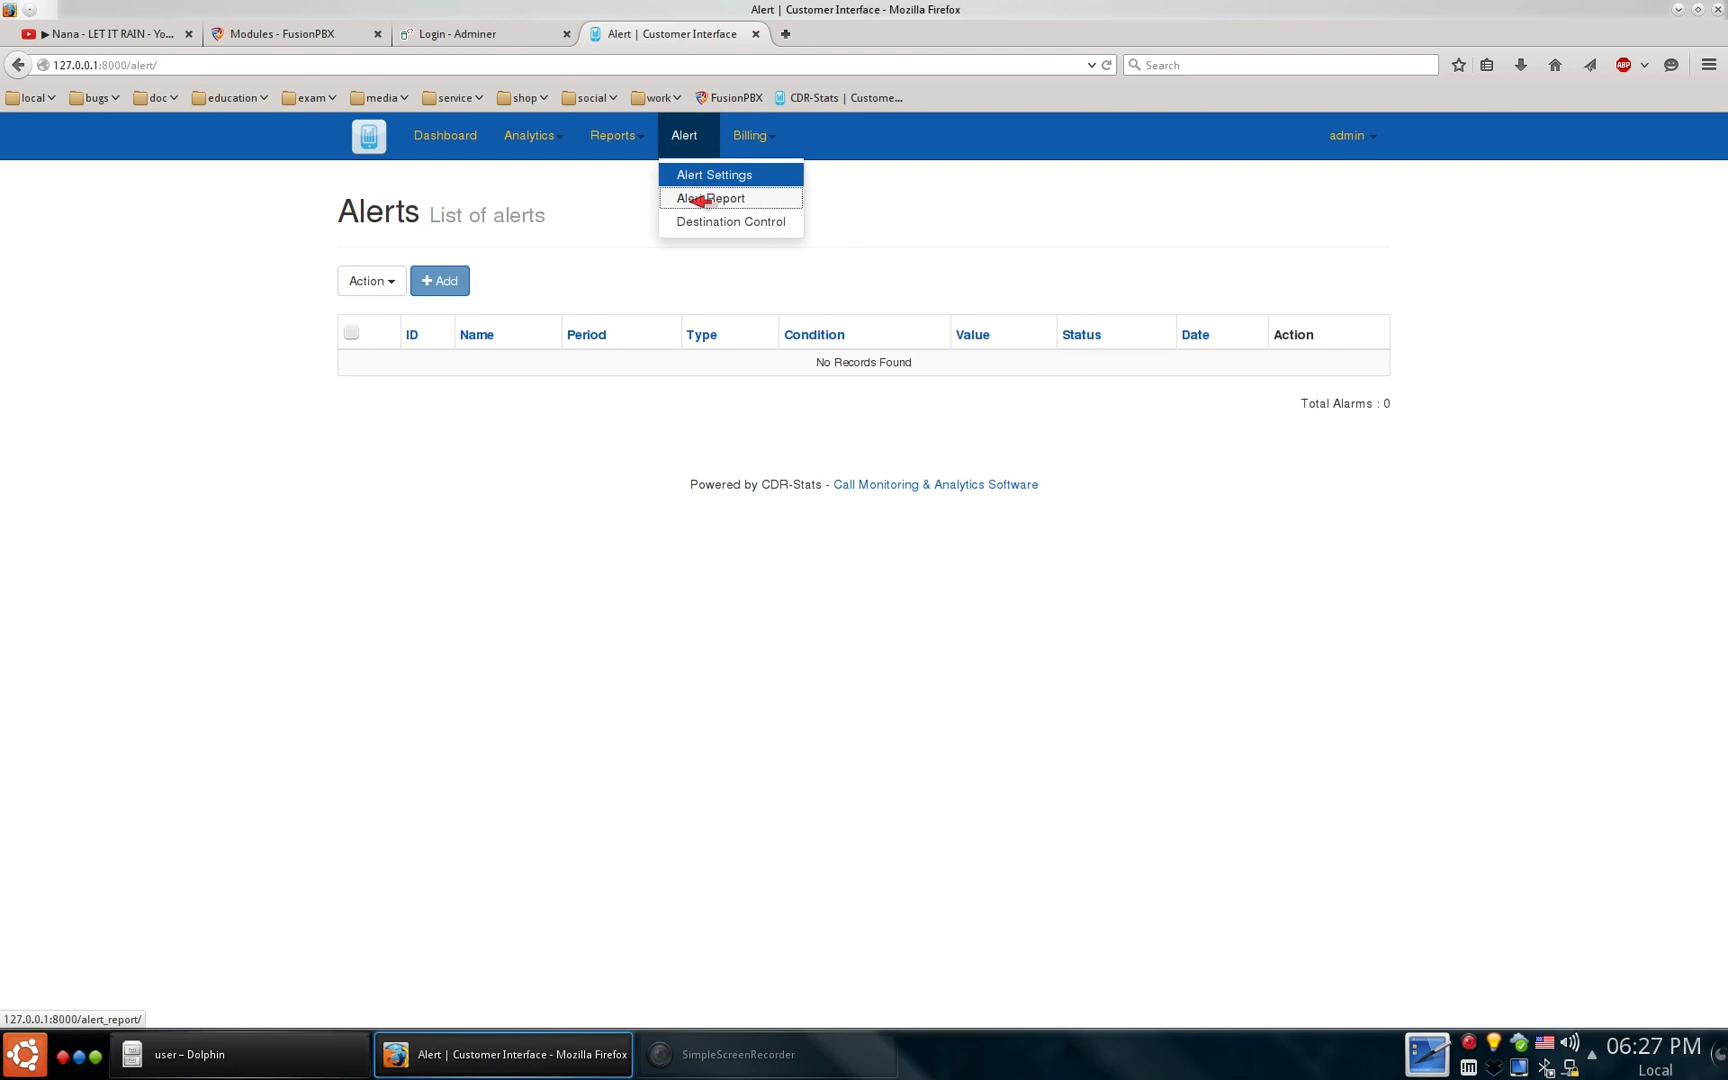 Alert | Customer Interface - Mozilla Firefox
▶ Nana - LET IT RAIN - Yo...
Modules - FusionPBX
Login - Adminer
Alert | Customer Interface
127.0.0.1:8000/alert/
Search
ABP
local
bugs
doc
education
exam
media
service
shop
social
work
FusionPBX
CDR-Stats | Custome...
Dashboard
Analytics
Reports
Alert
Billing
admin
Alert Settings
Alert Report
Destination Control
Alerts List of alerts
Action
Add
ID
Name
Period
Type
Condition
Value
Status
Date
Action
No Records Found
Total Alarms : 0
Powered by CDR-Stats - Call Monitoring & Analytics Software
127.0.0.1:8000/alert_report/
user – Dolphin
Alert | Customer Interface - Mozilla Firefox
SimpleScreenRecorder
06:27 PM
Local